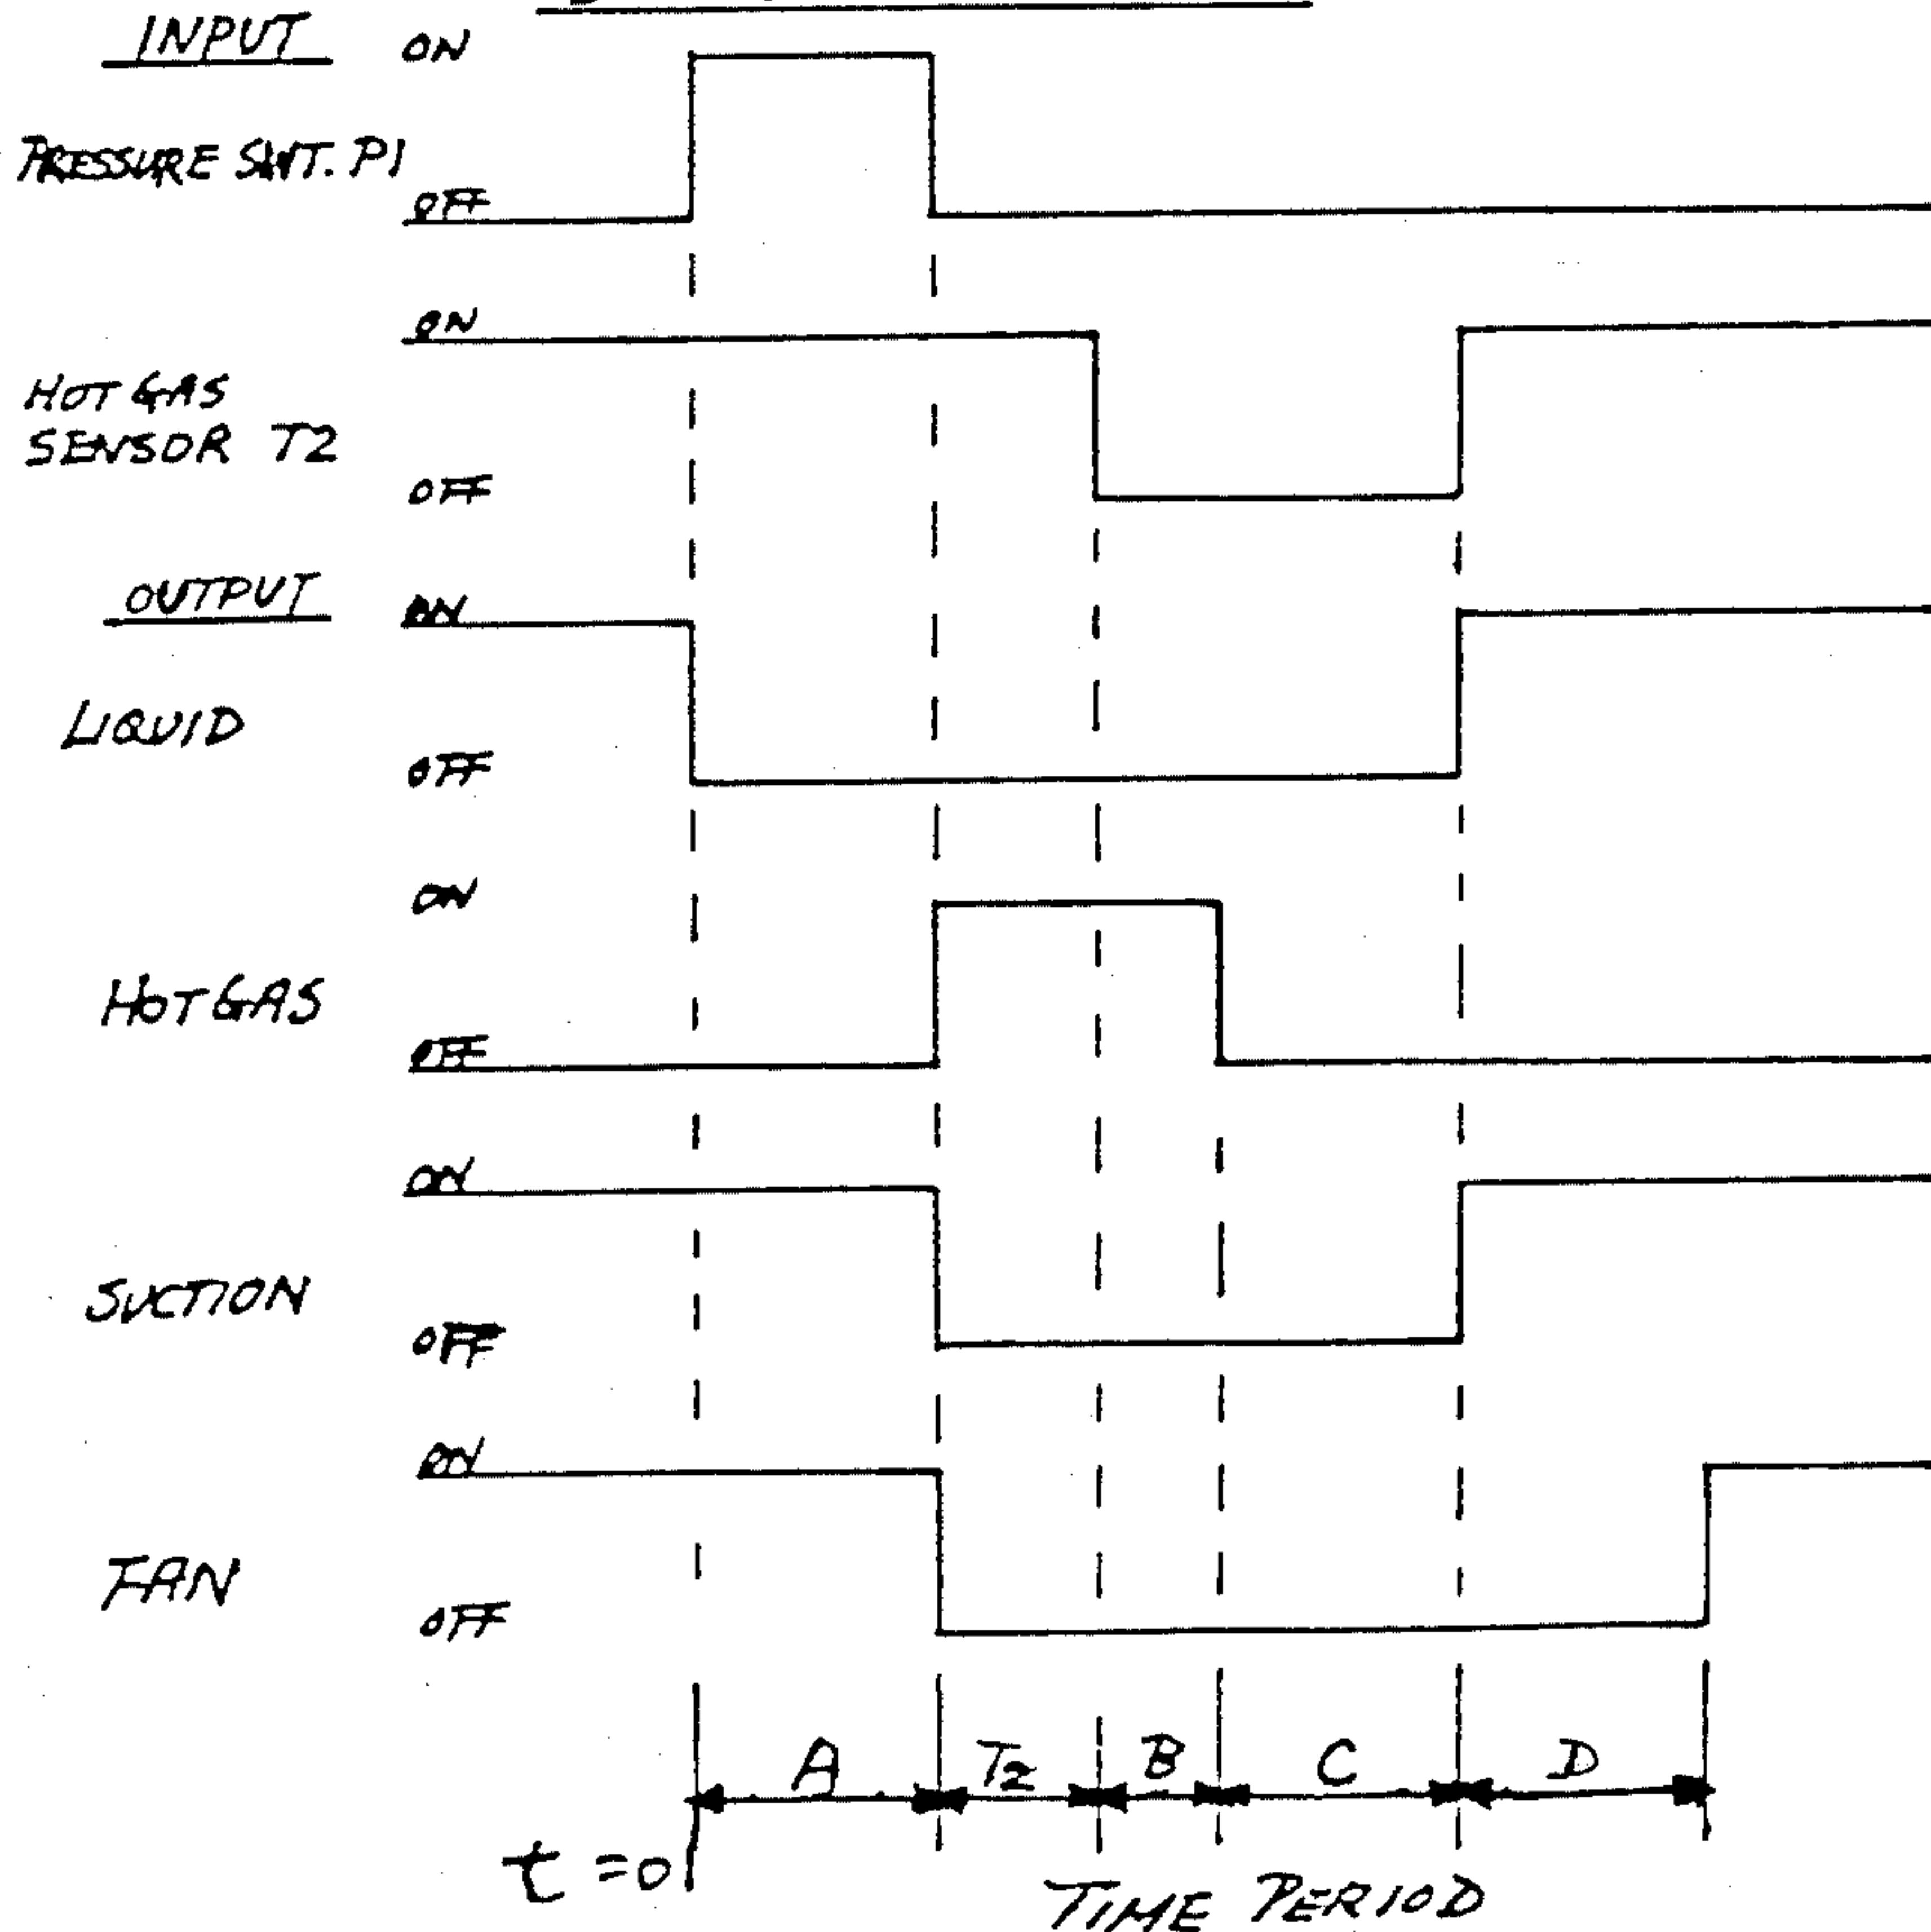 INPUT
ON
PRESSURE SWT. P1
OFF
ON
HOT GAS
SENSOR T2
OFF
OUTPUT
ON
LIQUID
OFF
ON
HOT GAS
OFF
ON
SUCTION
OFF
ON
FAN
OFF
A T2 B C D
t=0
TIME PERIOD